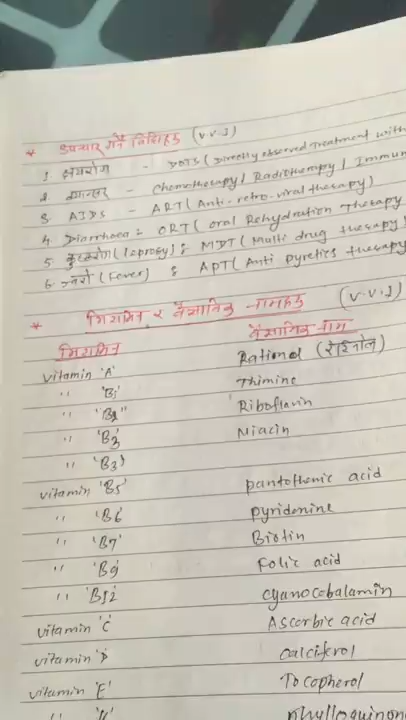 * उपचार गर्ने विधिहरु (V.V.I)
1 क्षयरोग - DOTS (Directly observed Treatment with
2 क्यान्सर - Chemotherapy / Radiotherapy / Immun
3. AIDS - ART (Anti-retro-viral therapy)
4. Diarrhoea = ORT (oral Rehydration Therapy
5 कुष्ठरोग (leprosy) : MDT (Multi drug therapy)
6. ज्वरो (Fever) : APT (Anti pyretics therapy
* भिटामिन र वैज्ञानिक नामहरु (V.V.I)
भिटामिन वैज्ञानिक नाम
vitamin 'A' Rational (रेटिनोल)
" 'B1' Thimine
" 'B2" Riboflavin
" 'B3' Niacin
" 'B3'
vitamin 'B5' pantothenic acid
" 'B6 pyridenine
" 'B7' Biotin
" 'B9' Folic acid
" 'B12 cyanocobalamin
vitamin 'C' Ascorbic acid
vitamin 'D' calciferol
vitamin 'E' Tocopherol
" 'K' phylloquinon